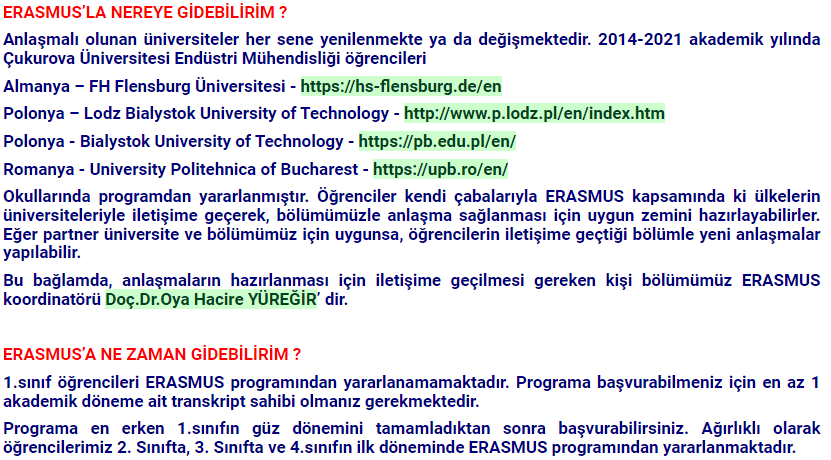 ERASMUS'LA NEREYE GİDEBİLİRİM ?
Anlaşmalı olunan üniversiteler her sene yenilenmekte ya da değişmektedir. 2014-2021 akademik yılında
Çukurova Üniversitesi Endüstri Mühendisliği öğrencileri
Almanya – FH Flensburg Üniversitesi - https://hs-flensburg.de/en
Polonya – Lodz Bialystok University of Technology - http://www.p.lodz.pl/en/index.htm
Polonya - Bialystok University of Technology - https://pb.edu.pl/en/
Romanya - University Politehnica of Bucharest - https://upb.ro/en/
Okullarında programdan yararlanmıştır. Öğrenciler kendi çabalarıyla ERASMUS kapsamında ki ülkelerin
üniversiteleriyle iletişime geçerek, bölümümüzle anlaşma sağlanması için uygun zemini hazırlayabilirler.
Eğer partner üniversite ve bölümümüz için uygunsa, öğrencilerin iletişime geçtiği bölümle yeni anlaşmalar
yapılabilir.
Bu bağlamda, anlaşmaların hazırlanması için iletişime geçilmesi gereken kişi bölümümüz ERASMUS
koordinatörü Doç.Dr.Oya Hacire YÜREĞİR' dir.
ERASMUS'A NE ZAMAN GİDEBİLİRİM ?
1.sınıf öğrencileri ERASMUS programından yararlanamamaktadır. Programa başvurabilmeniz için en az 1
akademik döneme ait transkript sahibi olmanız gerekmektedir.
Programa en erken 1.sınıfın güz dönemini tamamladıktan sonra başvurabilirsiniz. Ağırlıklı olarak
öğrencilerimiz 2. Sınıfta, 3. Sınıfta ve 4.sınıfın ilk döneminde ERASMUS programından yararlanmaktadır.